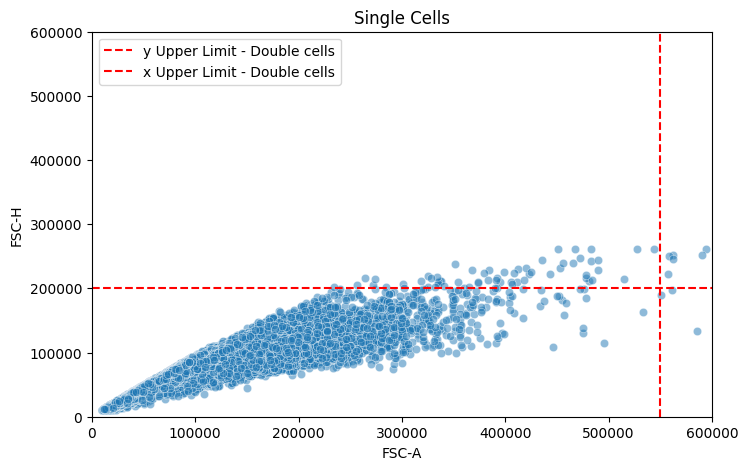 Single Cells
y Upper Limit - Double cells
x Upper Limit - Double cells
600000
500000
400000
300000
200000
100000
0
FSC-H
0 100000 200000 300000 400000 500000 600000
FSC-A